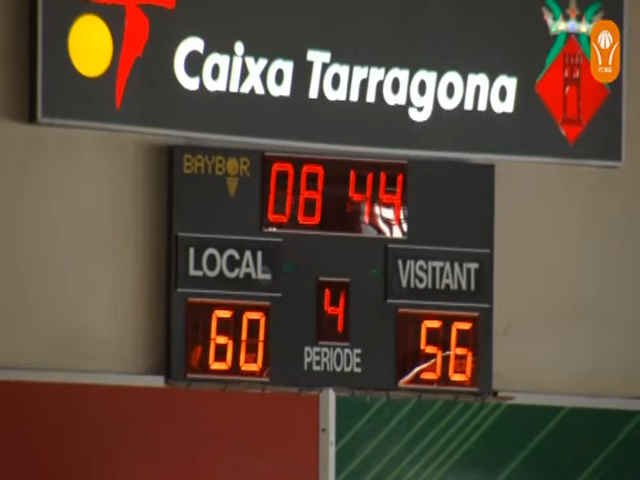 Caixa Tarragona
BAYBOR
08 44
LOCAL
VISITANT
60
4
56
PERIODE